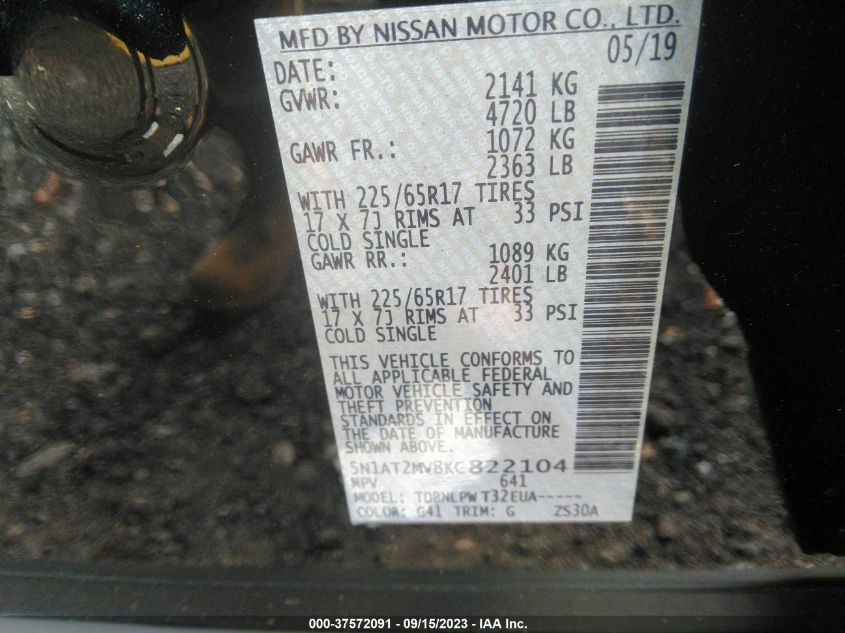 MFD BY NISSAN MOTOR CO., LTD.
DATE: 05/19
GVWR: 2141 KG
4720 LB
GAWR FR.: 1072 KG
2363 LB
WITH 225/65R17 TIRES
17 X 7J RIMS AT 33 PSI
COLD SINGLE
GAWR RR.: 1089 KG
2401 LB
WITH 225/65R17 TIRES
17 X 7J RIMS AT 33 PSI
COLD SINGLE
THIS VEHICLE CONFORMS TO
ALL APPLICABLE FEDERAL
MOTOR VEHICLE SAFETY AND
THEFT PREVENTION
STANDARDS IN EFFECT ON
THE DATE OF MANUFACTURE
SHOWN ABOVE.
5N1AT2MV8KC822104
MPV 641
MODEL: TDBNLPW T32EUA-----
COLOR: G41 TRIM: G ZS30A
000-37572091 - 09/15/2023 - IAA Inc.